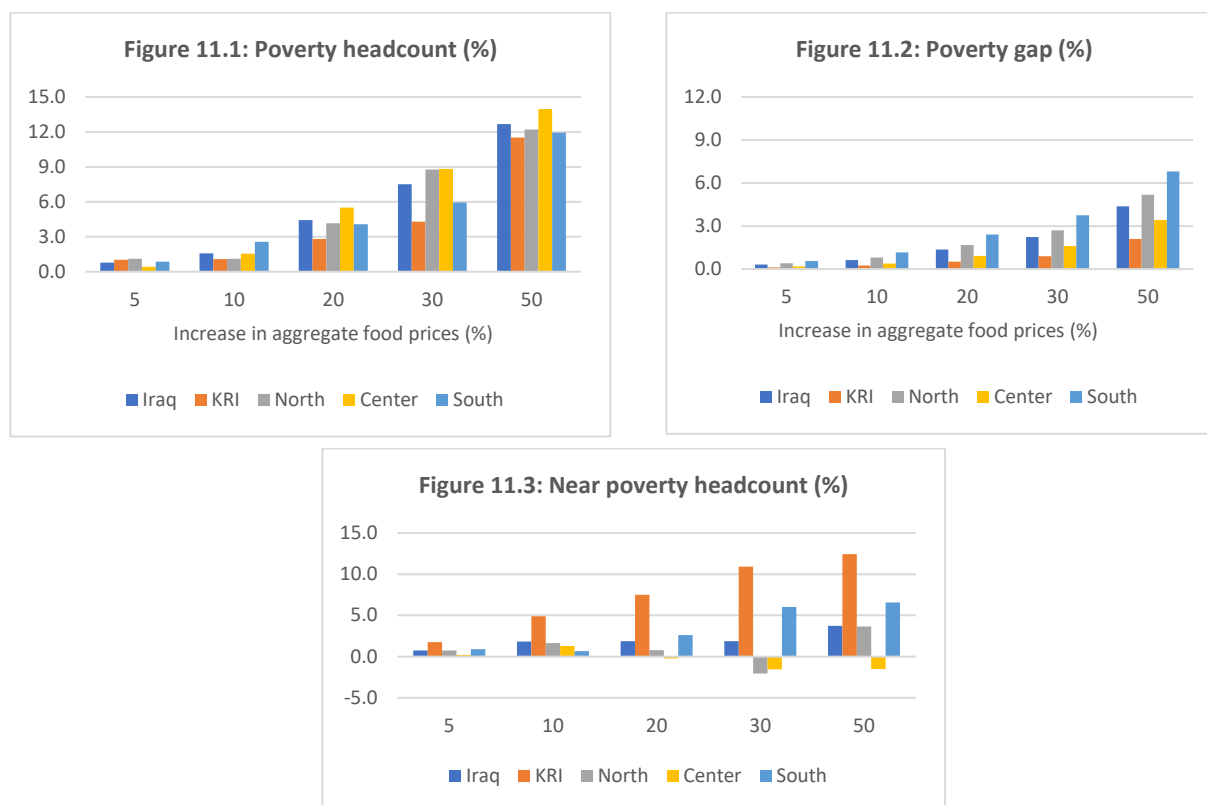 Figure 11.1: Poverty headcount (%)
15.0
12.0
9.0
6.0
3.0
0.0
5 10 20 30 50
Increase in aggregate food prices (%)
Iraq KRI North Center South
Figure 11.2: Poverty gap (%)
12.0
9.0
6.0
3.0
0.0
5 10 20 30 50
Increase in aggregate food prices (%)
Iraq KRI North Center South
Figure 11.3: Near poverty headcount (%)
15.0
10.0
5.0
0.0
-5.0
5 10 20 30 50
Iraq KRI North Center South